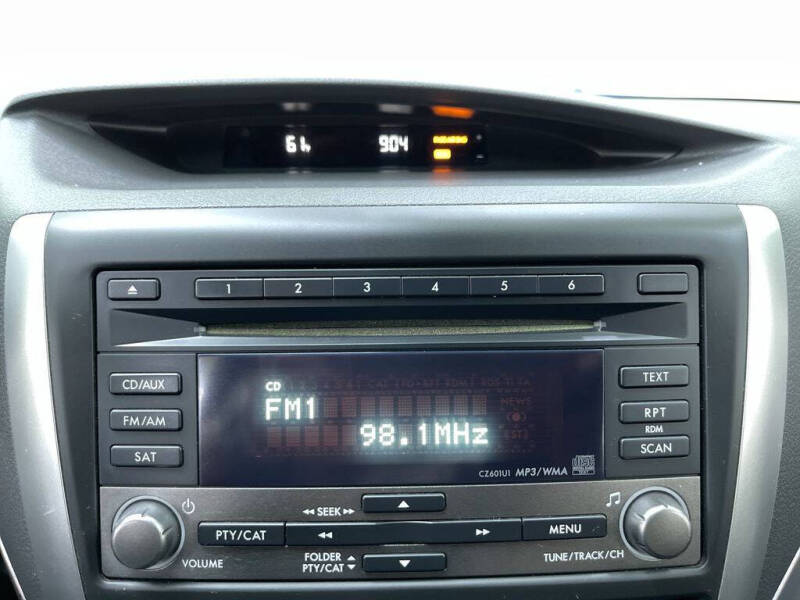 61 904
1 2 3 4 5 6
CD/AUX
FM/AM
SAT
CD
FM1
98.1MHz
CZ601U1 MP3/WMA
TEXT
RPT
RDM
SCAN
SEEK
PTY/CAT
MENU
VOLUME
FOLDER
PTY/CAT
TUNE/TRACK/CH